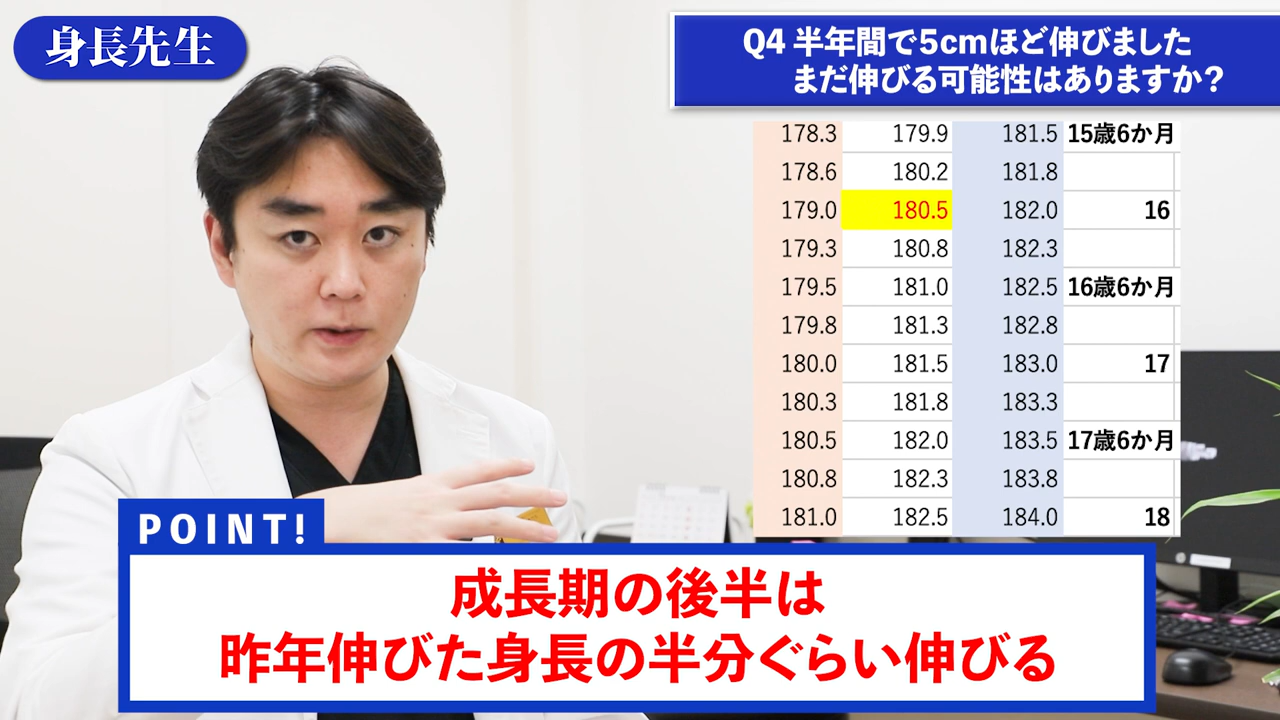 身長先生
Q4 半年間で5cmほど伸びました
まだ伸びる可能性はありますか？
178.3 179.9 181.5 15歳6か月
178.6 180.2 181.8
179.0 180.5 182.0 16
179.3 180.8 182.3
179.5 181.0 182.5 16歳6か月
179.8 181.3 182.8
180.0 181.5 183.0 17
180.3 181.8 183.3
180.5 182.0 183.5 17歳6か月
180.8 182.3 183.8
181.0 182.5 184.0 18
POINT!
成長期の後半は
昨年伸びた身長の半分ぐらい伸びる